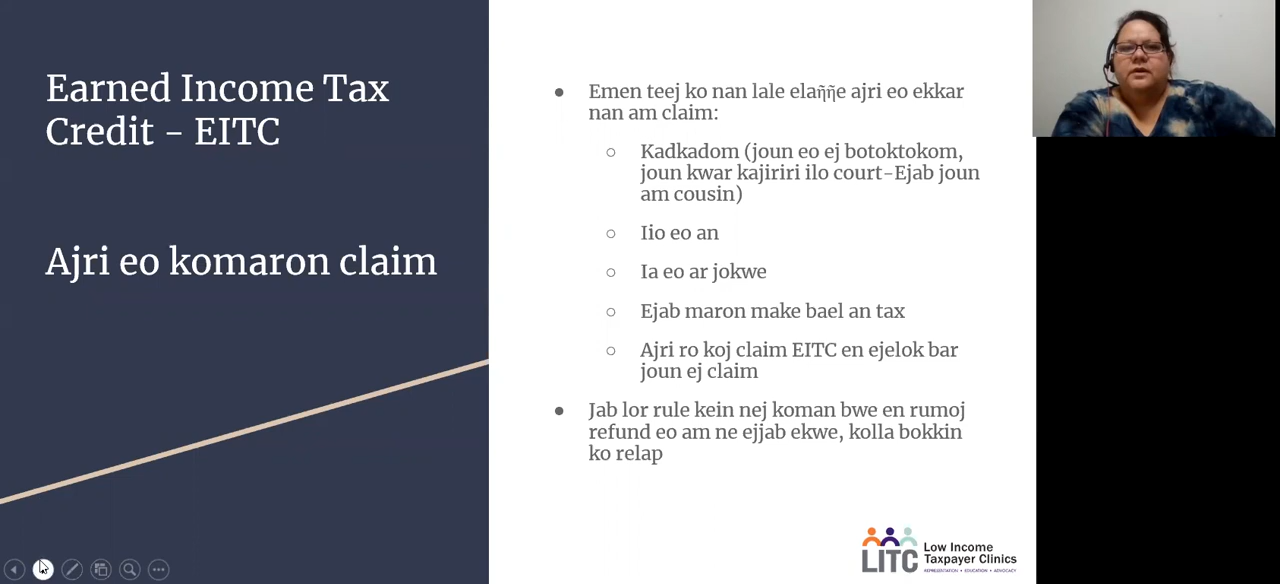 Earned Income Tax
Credit - EITC
Ajri eo komaron claim
Emen teej ko nan lale elaῆῆe ajri eo ekkar
nan am claim:
Kadkadom (joun eo ej botoktokom,
joun kwar kajiriri ilo court-Ejab joun
am cousin)
Iio eo an
Ia eo ar jokwe
Ejab maron make bael an tax
Ajri ro koj claim EITC en ejelok bar
joun ej claim
Jab lor rule kein nej koman bwe en rumoj
refund eo am ne ejjab ekwe, kolla bokkin
ko relap
LITC
Low Income
Taxpayer Clinics
REPRESENTATION • EDUCATION • ADVOCACY